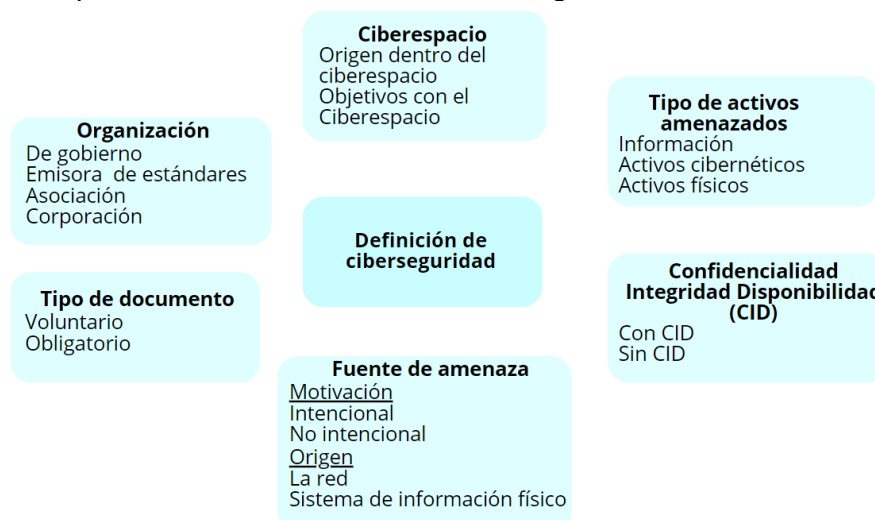 Ciberespacio
Origen dentro del
ciberespacio
Objetivos con el
Ciberespacio
Tipo de activos
amenazados
Información
Activos cibernéticos
Activos físicos
Organización
De gobierno
Emisora de estándares
Asociación
Corporación
Definición de
ciberseguridad
Confidencialidad
Integridad Disponibilidad
(CID)
Con CID
Sin CID
Tipo de documento
Voluntario
Obligatorio
Fuente de amenaza
Motivación
Intencional
No intencional
Origen
La red
Sistema de información físico